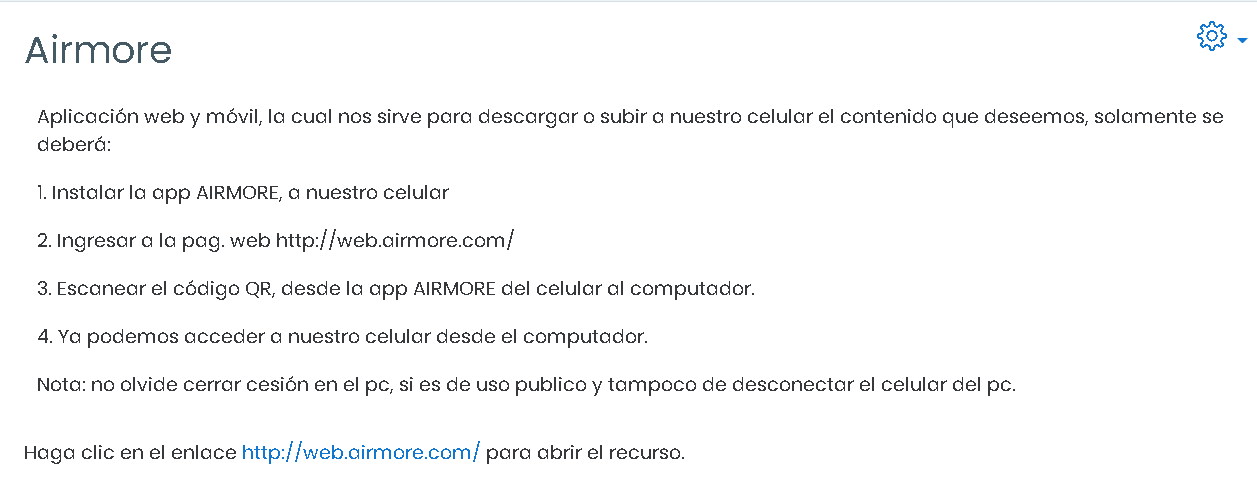 Airmore
Aplicación web y móvil, la cual nos sirve para descargar o subir a nuestro celular el contenido que deseemos, solamente se
deberá:
1. Instalar la app AIRMORE, a nuestro celular
2. Ingresar a la pag. web http://web.airmore.com/
3. Escanear el código QR, desde la app AIRMORE del celular al computador.
4. Ya podemos acceder a nuestro celular desde el computador.
Nota: no olvide cerrar cesión en el pc, si es de uso publico y tampoco de desconectar el celular del pc.
Haga clic en el enlace http://web.airmore.com/ para abrir el recurso.